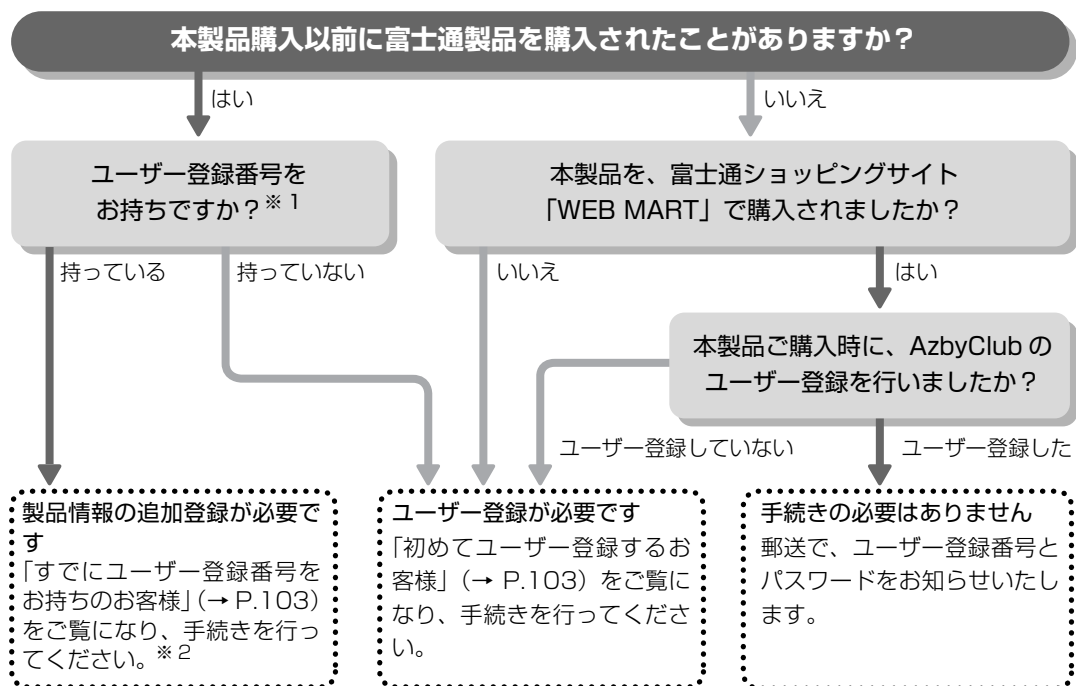 本製品購入以前に富士通製品を購入されたことがありますか？
はい
いいえ
ユーザー登録番号を
お持ちですか？※1
本製品を、富士通ショッピングサイト
「WEB MART」で購入されましたか？
持っている
持っていない
いいえ
はい
本製品ご購入時に、AzbyClub の
ユーザー登録を行いましたか？
ユーザー登録していない
ユーザー登録した
製品情報の追加登録が必要で
す
「すでにユーザー登録番号を
お持ちのお客様」（→ P.103）
をご覧になり、手続きを行っ
てください。※2
ユーザー登録が必要です
「初めてユーザー登録するお
客様」（→ P.103）をご覧に
なり、手続きを行ってくださ
い。
手続きの必要はありません
郵送で、ユーザー登録番号と
パスワードをお知らせいたし
ます。